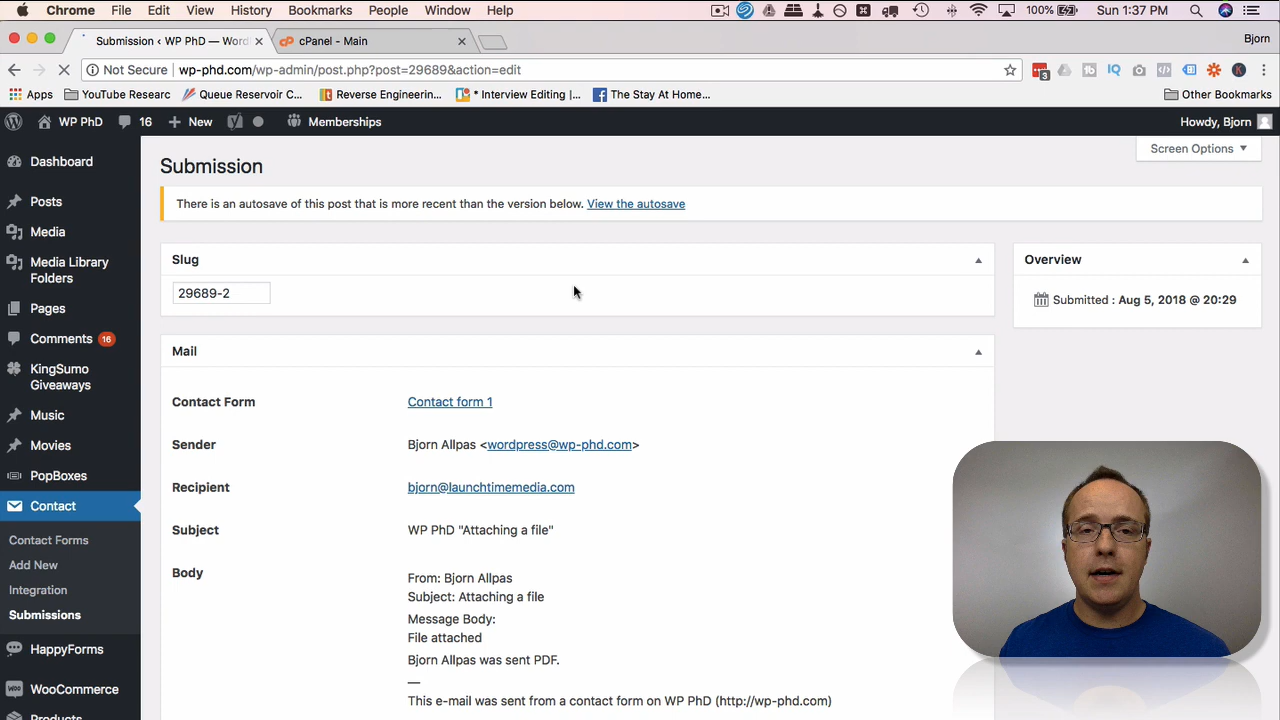 Chrome File Edit View History Bookmarks People Window Help 100% Sun 1:37 PM
Submission ‹ WP PhD — Word cPanel - Main Bjorn
Not Secure wp-phd.com/wp-admin/post.php?post=29689&action=edit
Apps YouTube Researc Queue Reservoir C... Reverse Engineerin... * Interview Editing |... The Stay At Home... Other Bookmarks
WP PhD 16 New Memberships Howdy, Bjorn
Screen Options
Dashboard
Posts
Media
Media Library
Folders
Pages
Comments 16
KingSumo
Giveaways
Music
Movies
PopBoxes
Contact
Contact Forms
Add New
Integration
Submissions
HappyForms
WooCommerce
Products
Submission
There is an autosave of this post that is more recent than the version below. View the autosave
Slug
29689-2
Mail
Contact Form Contact form 1
Sender Bjorn Allpas <wordpress@wp-phd.com>
Recipient bjorn@launchtimemedia.com
Subject WP PhD "Attaching a file"
Body
From: Bjorn Allpas
Subject: Attaching a file
Message Body:
File attached
Bjorn Allpas was sent PDF.
—
This e-mail was sent from a contact form on WP PhD (http://wp-phd.com)
Overview
Submitted : Aug 5, 2018 @ 20:29